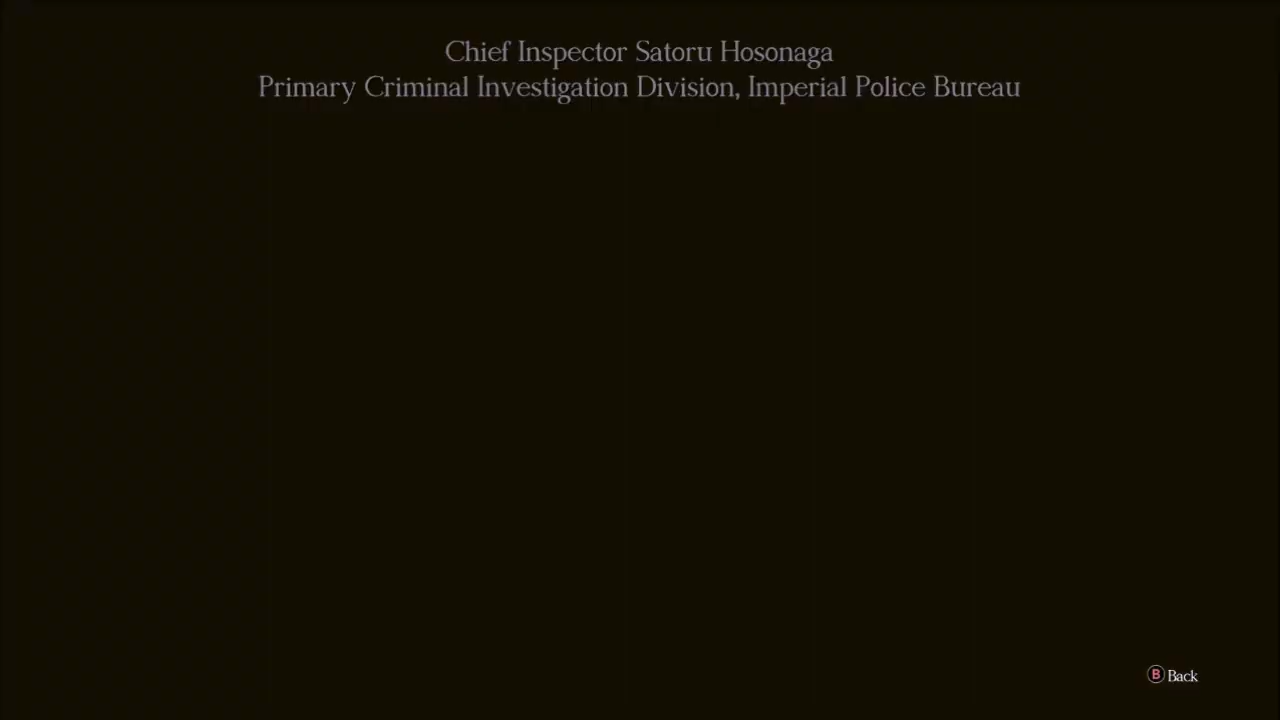 Chief Inspector Satoru Hosonaga
Primary Criminal Investigation Division, Imperial Police Bureau
B Back